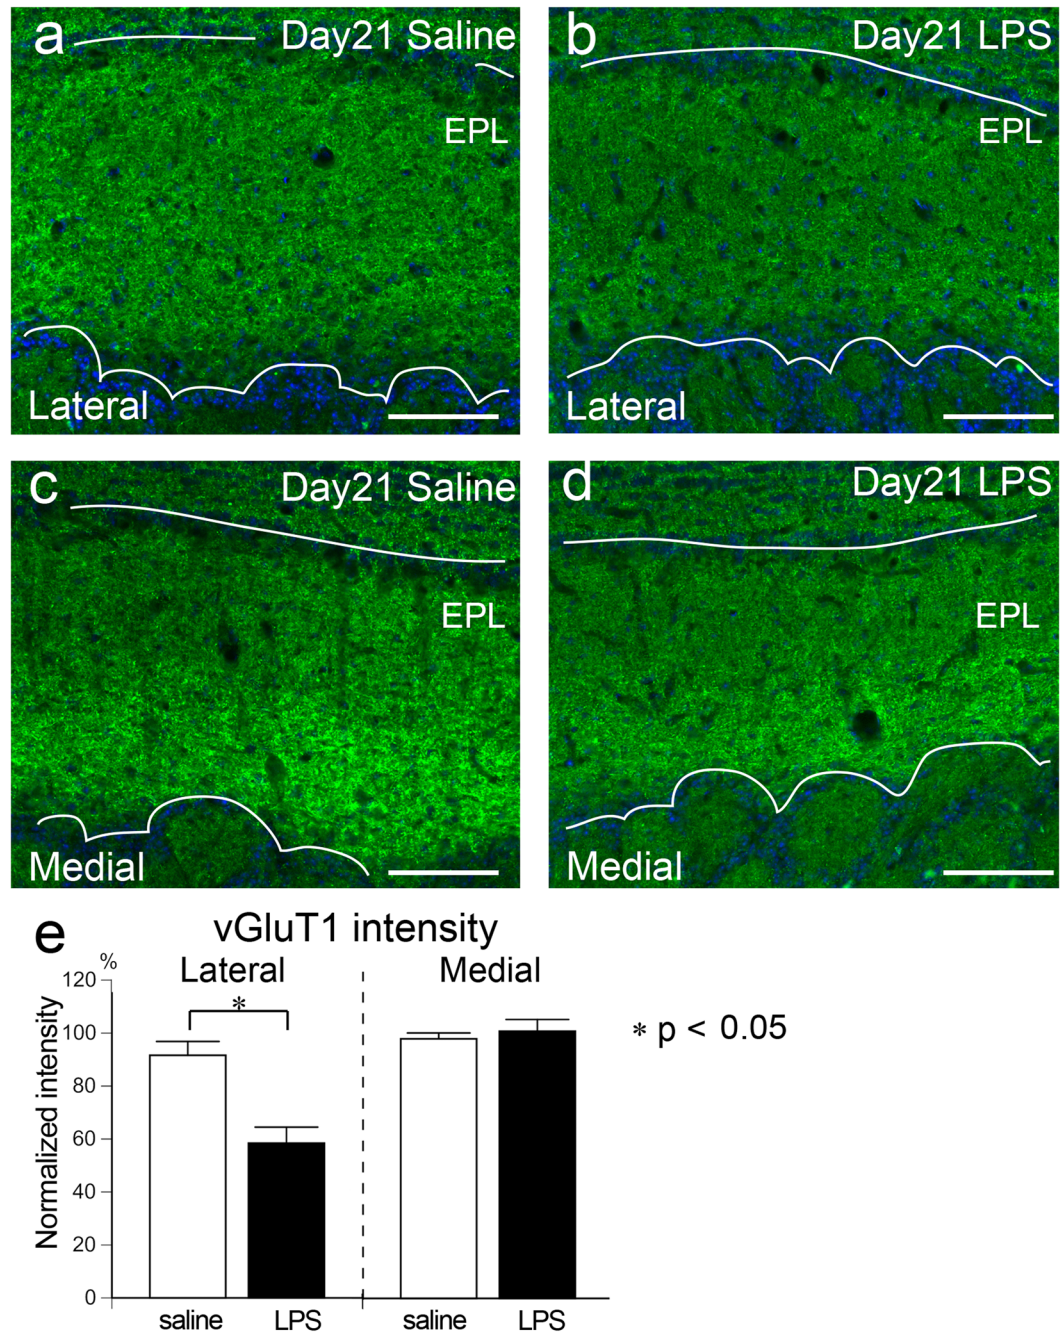 a Day21 Saline
EPL
Lateral
b Day21 LPS
EPL
Lateral
c Day21 Saline
EPL
Medial
d Day21 LPS
EPL
Medial
e vGluT1 intensity
%
Lateral Medial
120
100
80
60
40
20
0
Normalized intensity
*
* p < 0.05
saline LPS saline LPS